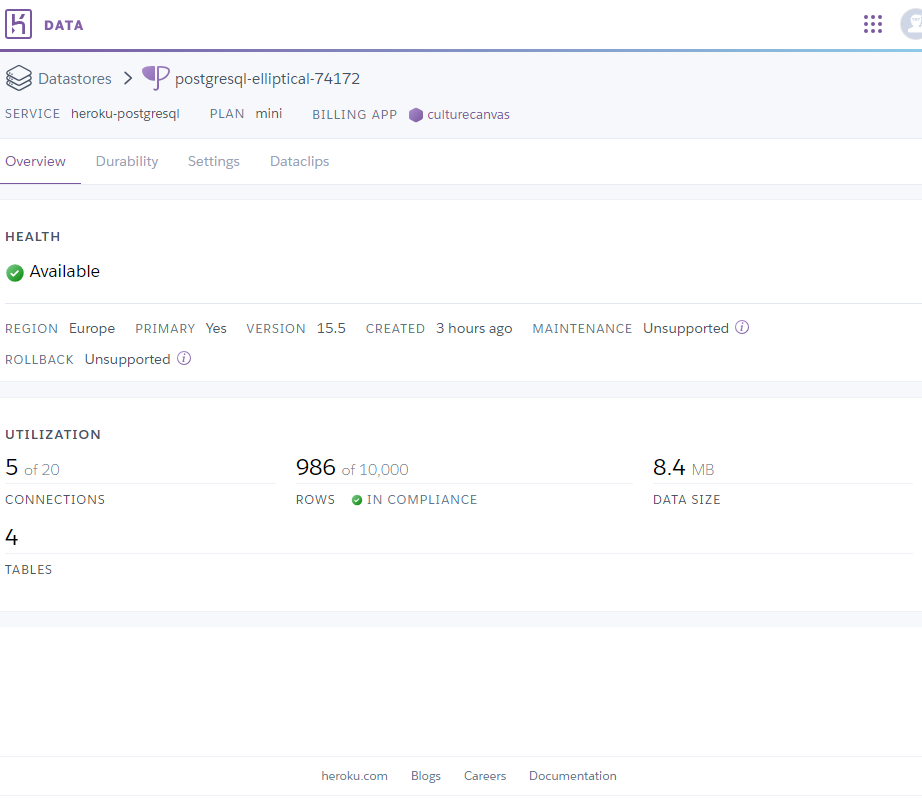 DATA
Datastores postgresql-elliptical-74172
SERVICE heroku-postgresql PLAN mini BILLING APP culturecanvas
Overview Durability Settings Dataclips
HEALTH
Available
REGION Europe PRIMARY Yes VERSION 15.5 CREATED 3 hours ago MAINTENANCE Unsupported
ROLLBACK Unsupported
UTILIZATION
5 of 20 986 of 10,000 8.4 MB
CONNECTIONS ROWS IN COMPLIANCE DATA SIZE
4
TABLES
heroku.com Blogs Careers Documentation